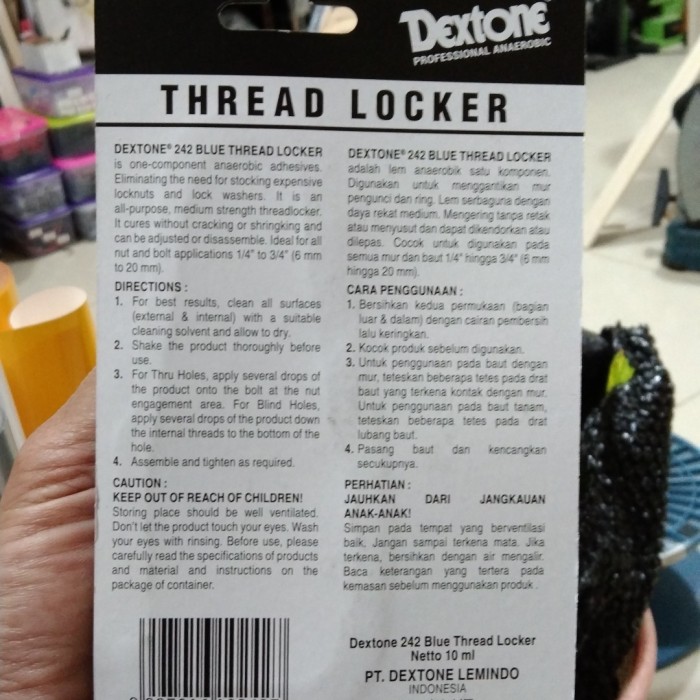 Dextone
PROFESSIONAL ANAEROBIC
THREAD LOCKER
DEXTONE® 242 BLUE THREAD LOCKER
is one-component anaerobic adhesives.
Eliminating the need for stocking expensive
locknuts and lock washers. It is an
all-purpose, medium strength threadlocker.
It cures without cracking or shringking and
can be adjusted or disassemble. Ideal for all
nut and bolt applications 1/4" to 3/4" (6 mm
to 20 mm).
DIRECTIONS :
1. For best results, clean all surfaces
(external & internal) with a suitable
cleaning solvent and allow to dry.
2. Shake the product thoroughly before
use.
3. For Thru Holes, apply several drops of
the product onto the bolt at the nut
engagement area. For Blind Holes,
apply several drops of the product down
the internal threads to the bottom of the
hole.
4. Assemble and tighten as required.
CAUTION :
KEEP OUT OF REACH OF CHILDREN!
Storing place should be well ventilated.
Don't let the product touch your eyes. Wash
your eyes with rinsing. Before use, please
carefully read the specifications of products
and material and instructions on the
package of container.
DEXTONE® 242 BLUE THREAD LOCKER
adalah lem anaerobik satu komponen.
Digunakan untuk menggantikan mur
pengunci dan ring. Lem serbaguna dengan
daya rekat medium. Mengering tanpa retak
atau menyusut dan dapat dikendorkan atau
dilepas. Cocok untuk digunakan pada
semua mur dan baut 1/4" hingga 3/4" (6 mm
hingga 20 mm).
CARA PENGGUNAAN :
1. Bersihkan kedua permukaan (bagian
luar & dalam) dengan cairan pembersih
lalu keringkan.
2. Kocok produk sebelum digunakan.
3. Untuk penggunaan pada baut dengan
mur, teteskan beberapa tetes pada drat
baut yang terkena kontak dengan mur.
Untuk penggunaan pada baut tanam,
teteskan beberapa tetes pada drat
lubang baut.
4. Pasang baut dan kencangkan
secukupnya.
PERHATIAN :
JAUHKAN DARI JANGKAUAN
ANAK-ANAK!
Simpan pada tempat yang berventilasi
baik. Jangan sampai terkena mata. Jika
terkena, bersihkan dengan air mengalir.
Baca keterangan yang tertera pada
kemasan sebelum menggunakan produk .
Dextone 242 Blue Thread Locker
Netto 10 ml
PT. DEXTONE LEMINDO
INDONESIA